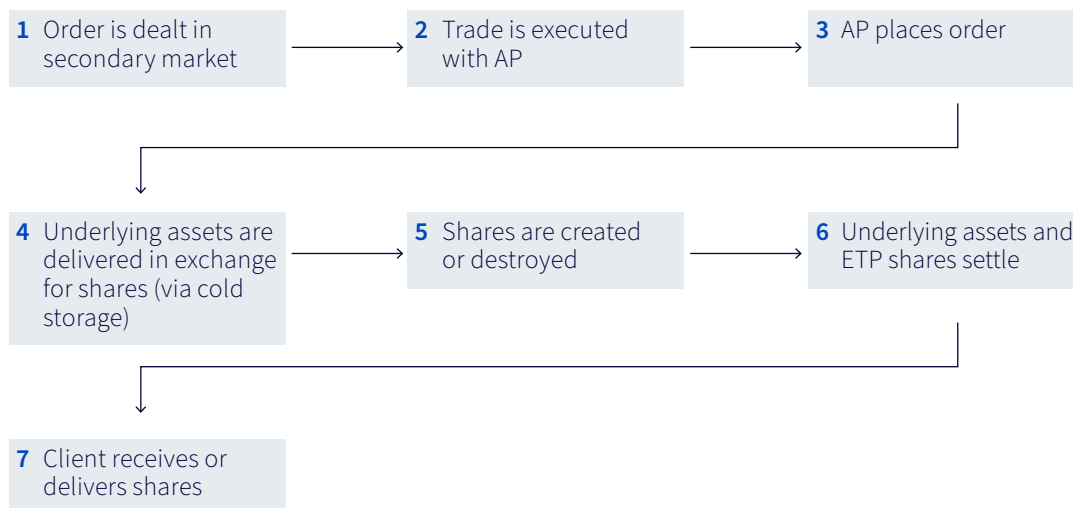 1 Order is dealt in
secondary market
2 Trade is executed
with AP
3 AP places order
4 Underlying assets are
delivered in exchange
for shares (via cold
storage)
5 Shares are created
or destroyed
6 Underlying assets and
ETP shares settle
7 Client receives or
delivers shares